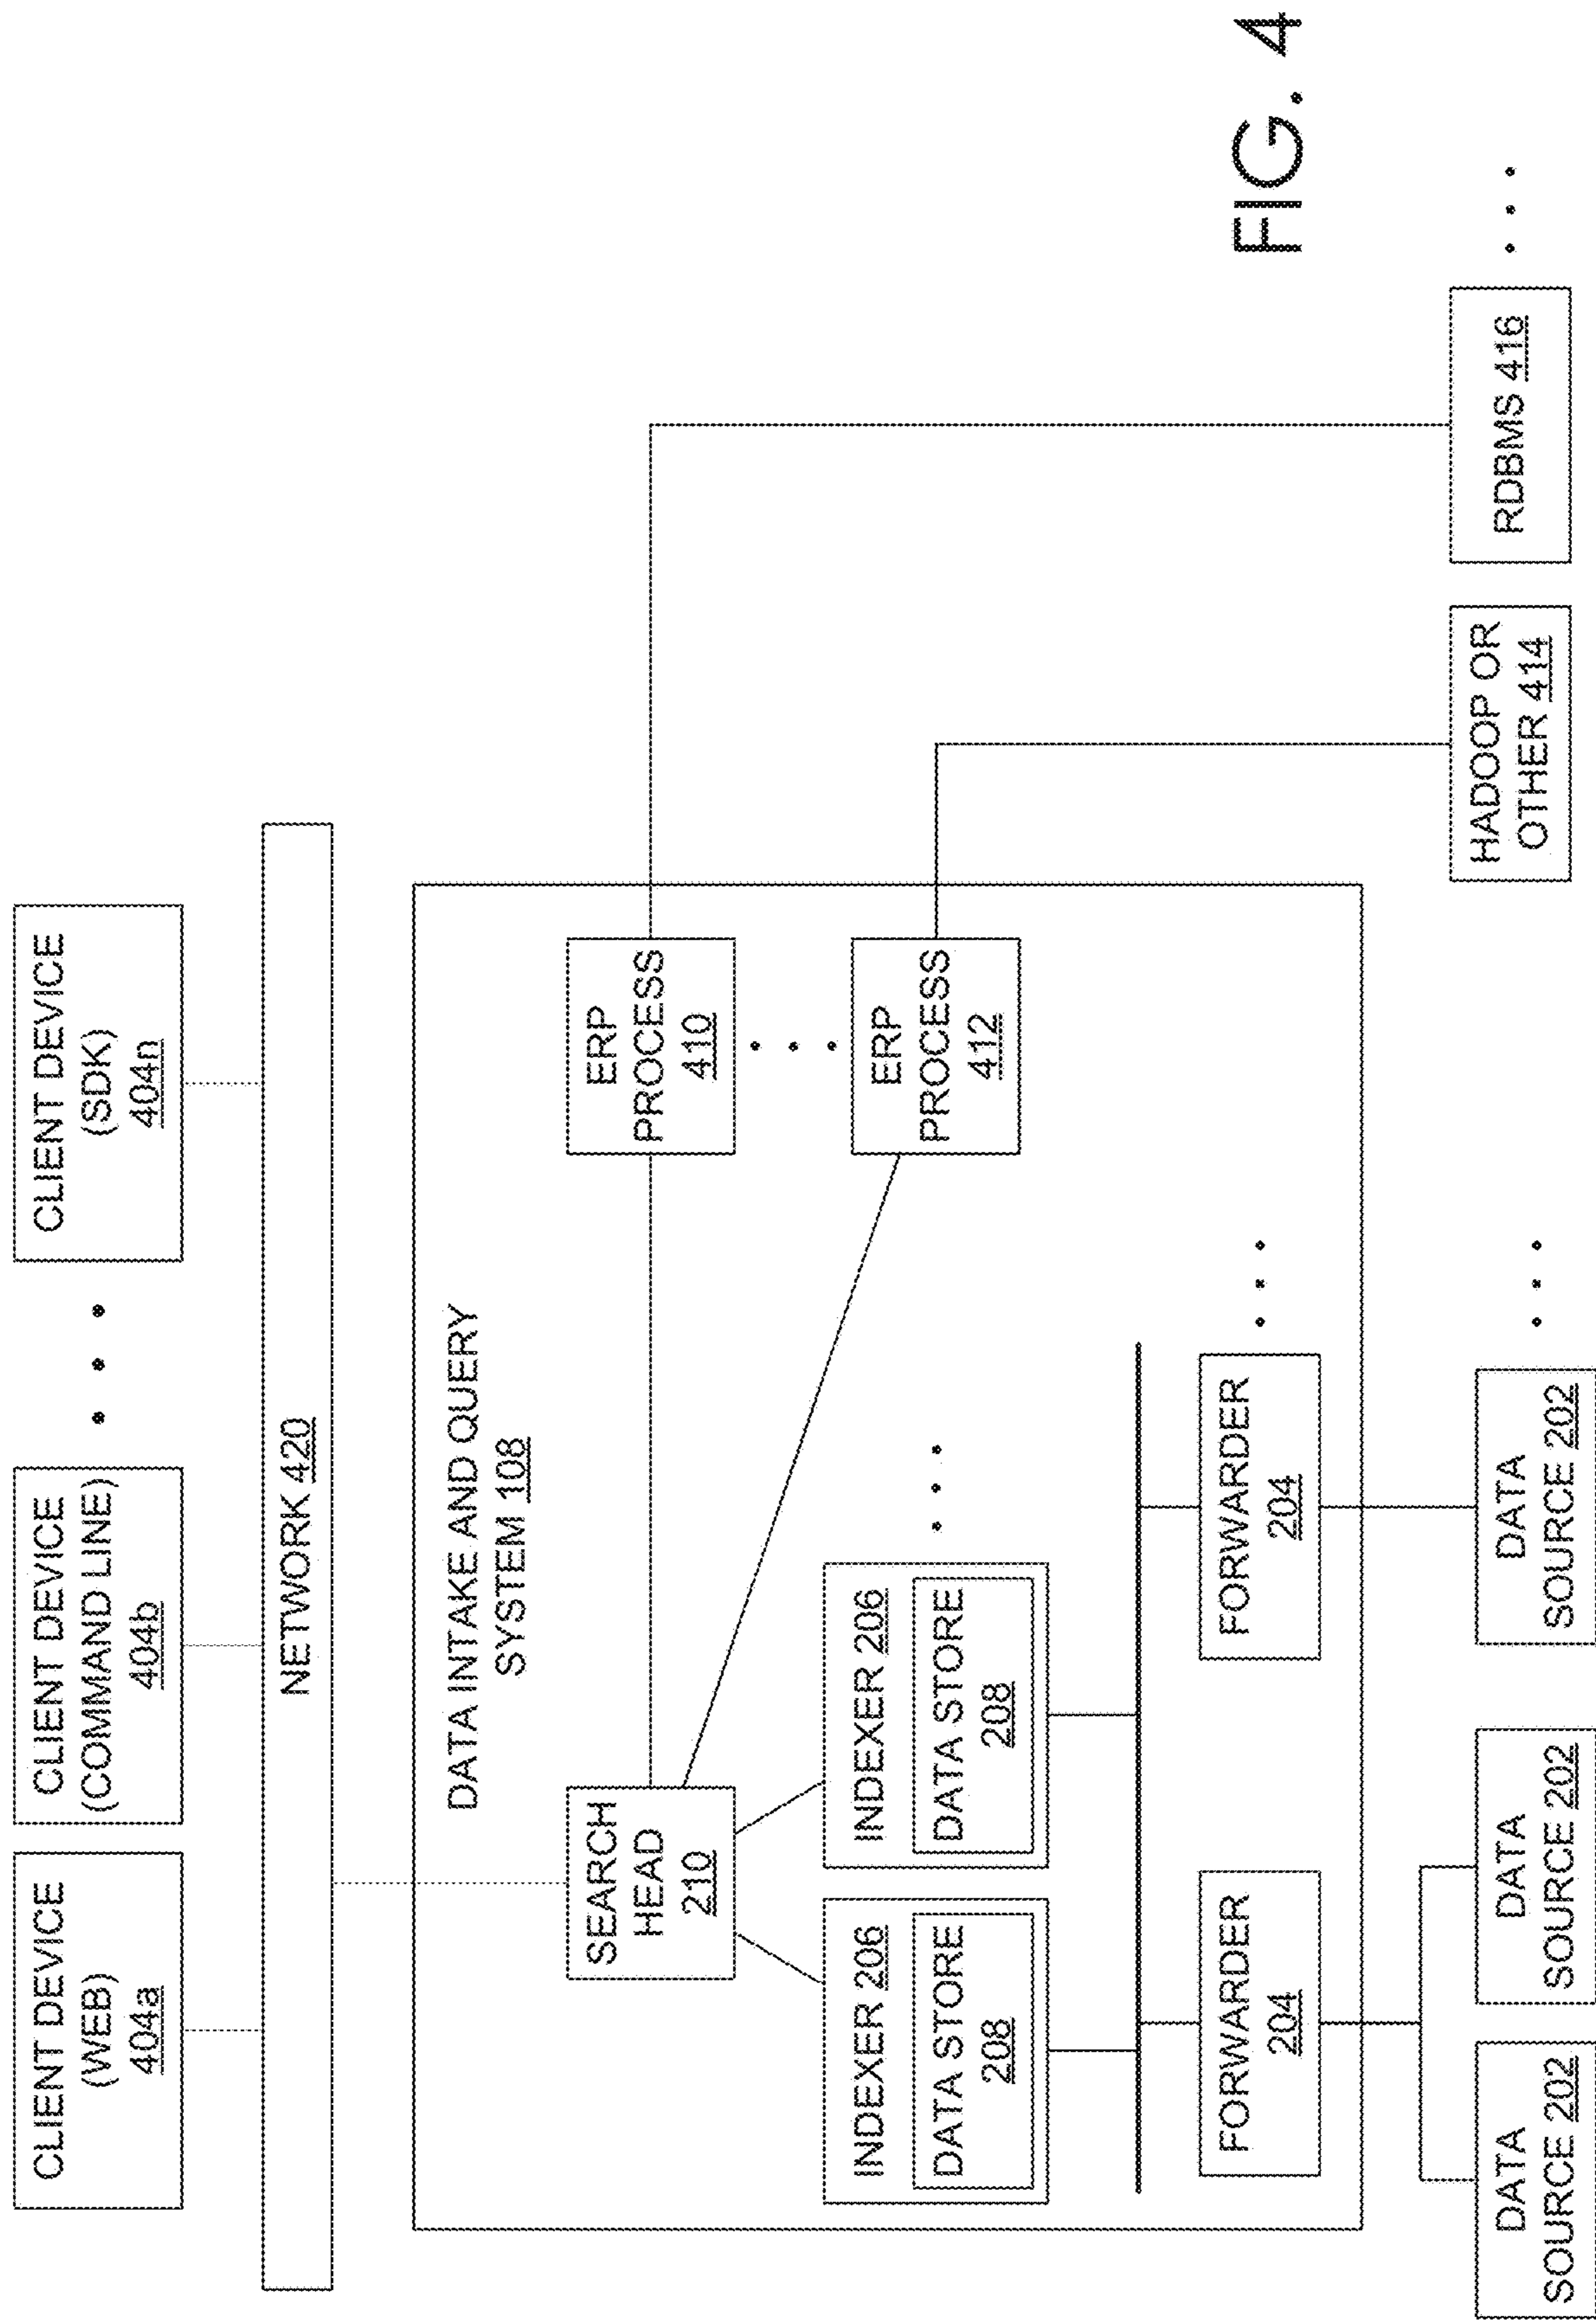 CLIENT DEVICE
(WEB)
404a
CLIENT DEVICE
(COMMAND LINE)
404b
CLIENT DEVICE
(SDK)
404n
NETWORK 420
DATA INTAKE AND QUERY
SYSTEM 108
SEARCH
HEAD
210
ERP
PROCESS
410
ERP
PROCESS
412
INDEXER 206
DATA STORE
208
INDEXER 206
DATA STORE
208
FORWARDER
204
FORWARDER
204
DATA
SOURCE 202
DATA
SOURCE 202
DATA
SOURCE 202
HADOOP OR
OTHER 414
RDBMS 416
FIG. 4